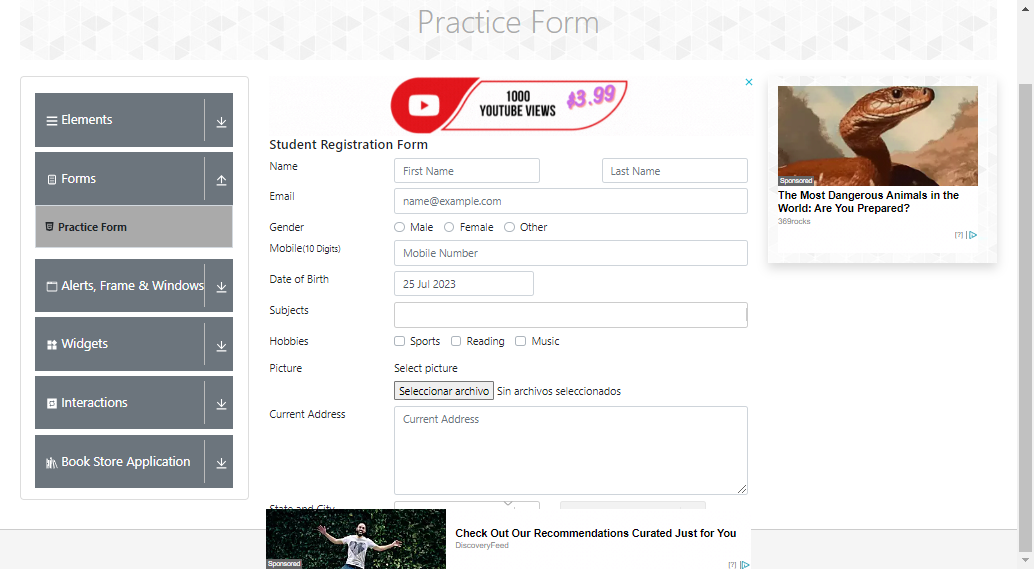 Practice Form
Elements
Forms
Practice Form
Alerts, Frame & Windows
Widgets
Interactions
Book Store Application
1000
YOUTUBE VIEWS
$3.99
Student Registration Form
Name
First Name
Last Name
Email
name@example.com
Gender
Male
Female
Other
Mobile(10 Digits)
Mobile Number
Date of Birth
25 Jul 2023
Subjects
Hobbies
Sports
Reading
Music
Picture
Select picture
Seleccionar archivo Sin archivos seleccionados
Current Address
Current Address
State and City
Sponsored
Check Out Our Recommendations Curated Just for You
DiscoveryFeed
[?]
Sponsored
The Most Dangerous Animals in the
World: Are You Prepared?
369rocks
[?]